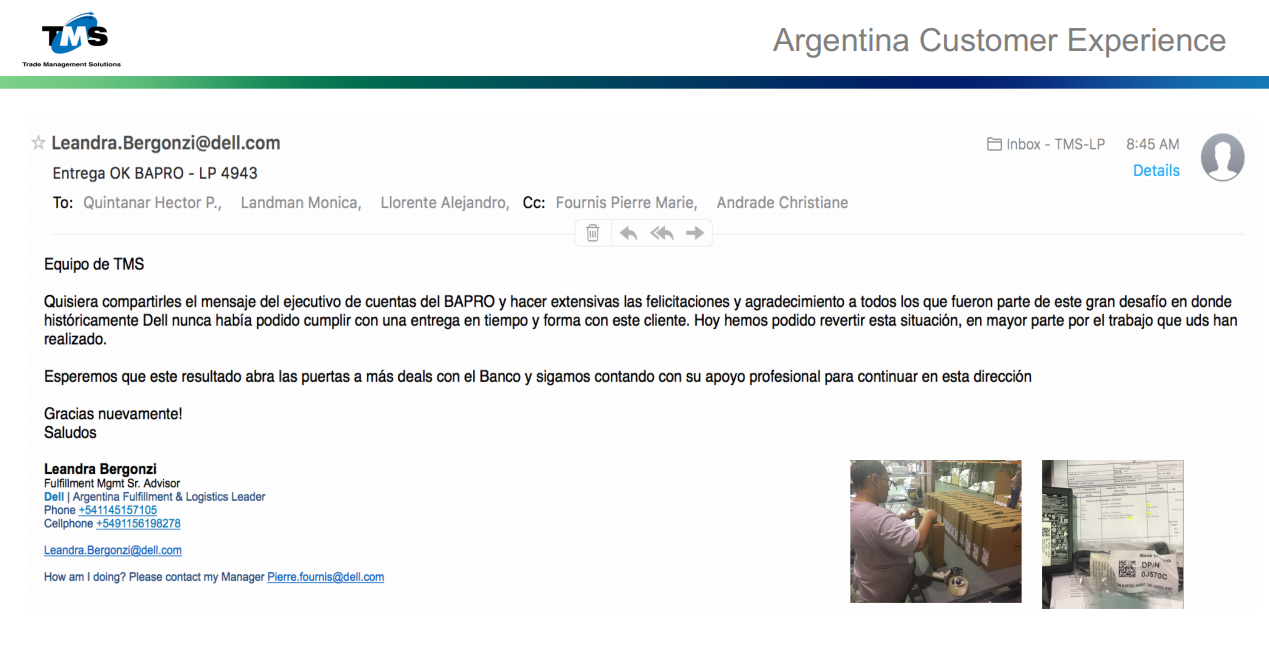 TMS
Trade Management Solutions
Argentina Customer Experience
Leandra.Bergonzi@dell.com
Inbox - TMS-LP 8:45 AM
Entrega OK BAPRO - LP 4943
Details
To: Quintanar Hector P., Landman Monica, Llorente Alejandro, Cc: Fournis Pierre Marie, Andrade Christiane
Equipo de TMS
Quisiera compartirles el mensaje del ejecutivo de cuentas del BAPRO y hacer extensivas las felicitaciones y agradecimiento a todos los que fueron parte de este gran desafío en donde
históricamente Dell nunca había podido cumplir con una entrega en tiempo y forma con este cliente. Hoy hemos podido revertir esta situación, en mayor parte por el trabajo que uds han
realizado.
Esperemos que este resultado abra las puertas a más deals con el Banco y sigamos contando con su apoyo profesional para continuar en esta dirección
Gracias nuevamente!
Saludos
Leandra Bergonzi
Fulfillment Mgmt Sr. Advisor
Dell | Argentina Fulfillment & Logistics Leader
Phone +541145157105
Cellphone +5491156198278
Leandra.Bergonzi@dell.com
How am I doing? Please contact my Manager Pierre.fournis@dell.com
Made in
DP/N
0J570C